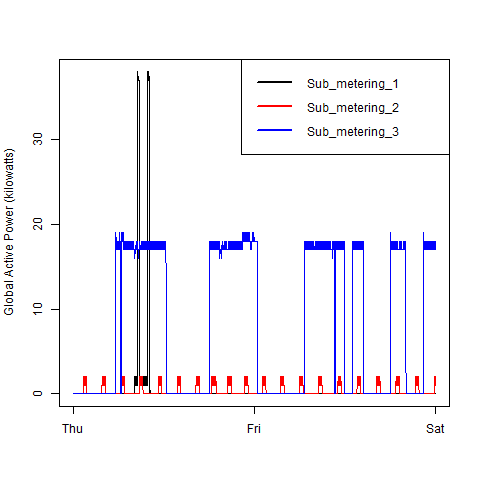 Sub_metering_1
Sub_metering_2
Sub_metering_3
Global Active Power (kilowatts)
30
20
10
0
Thu Fri Sat